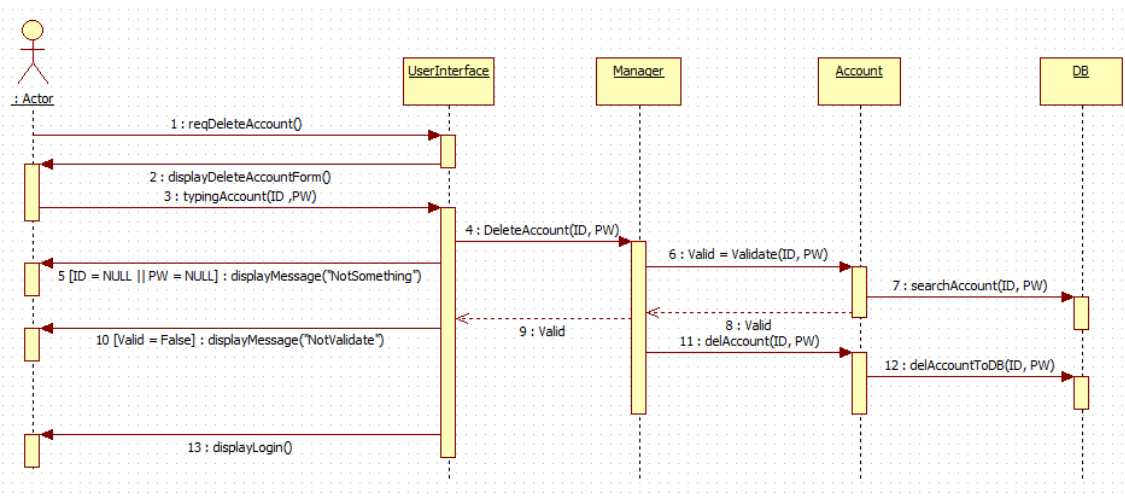 : Actor
UserInterface
Manager
Account
DB
1 : reqDeleteAccount()
2 : displayDeleteAccountForm()
3 : typingAccount(ID ,PW)
4 : DeleteAccount(ID, PW)
5 [ID = NULL || PW = NULL] : displayMessage("NotSomething")
6 : Valid = Validate(ID, PW)
7 : searchAccount(ID, PW)
8 : Valid
9 : Valid
10 [Valid = False] : displayMessage("NotValidate")
11 : delAccount(ID, PW)
12 : delAccountToDB(ID, PW)
13 : displayLogin()